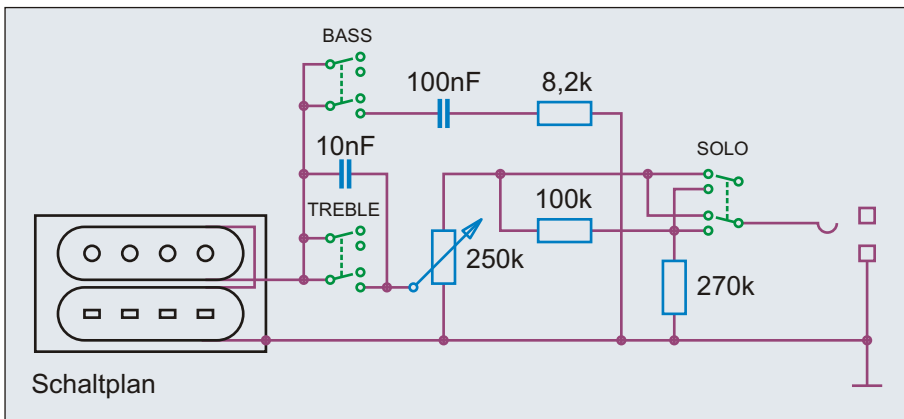 BASS
100nF
8,2k
10nF
SOLO
TREBLE
100k
250k
270k
Schaltplan